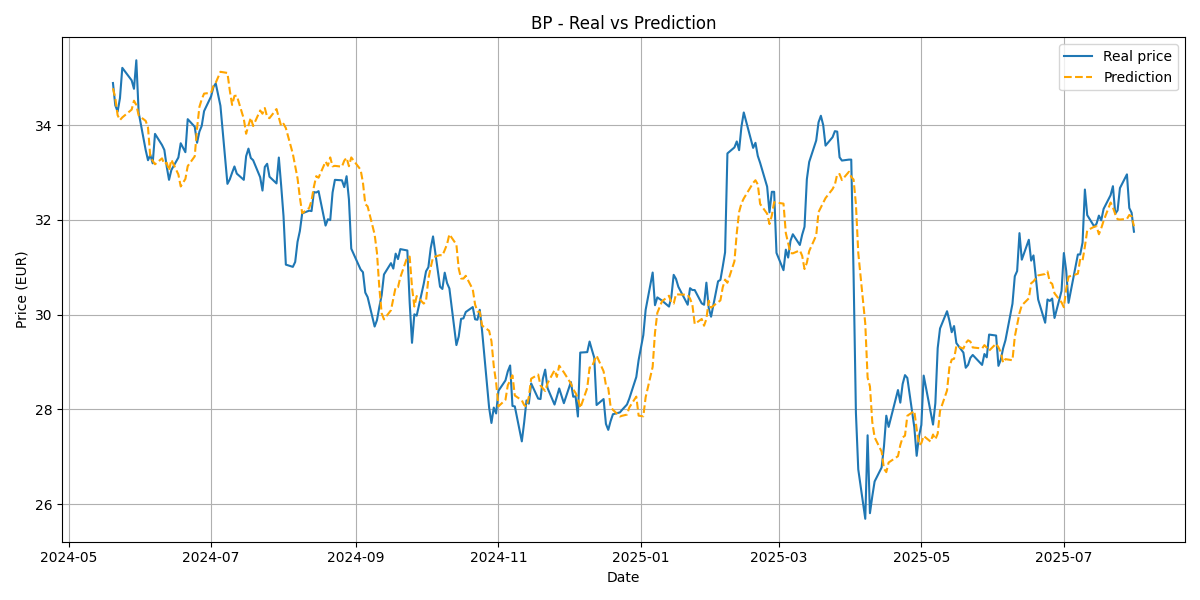 BP - Real vs Prediction
Real price
Prediction
Price (EUR)
34
32
30
28
26
2024-05 2024-07 2024-09 2024-11 2025-01 2025-03 2025-05 2025-07
Date